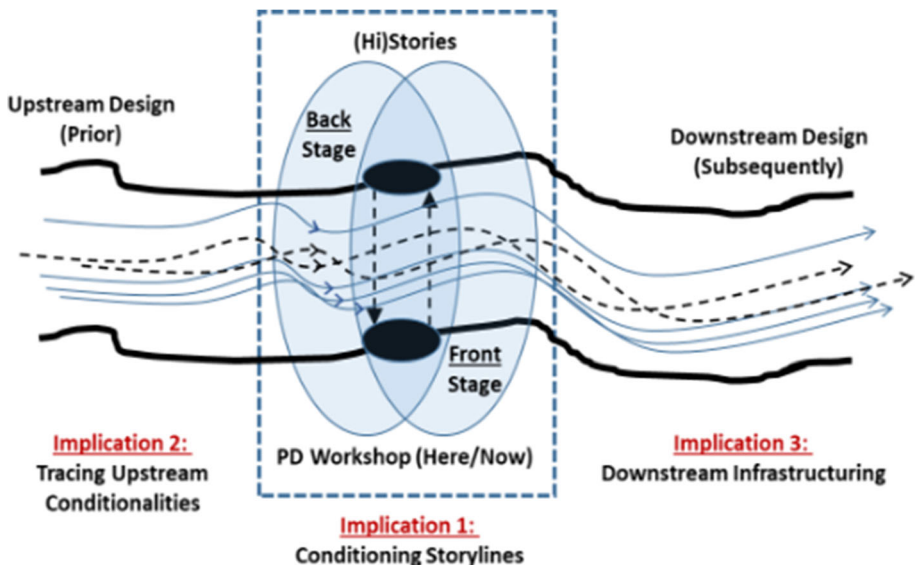 (Hi)Stories
Upstream Design
(Prior)
Back
Stage
Downstream Design
(Subsequently)
Front
Stage
PD Workshop (Here/Now)
Implication 2:
Tracing Upstream
Conditionalities
Implication 3:
Downstream Infrastructuring
Implication 1:
Conditioning Storylines